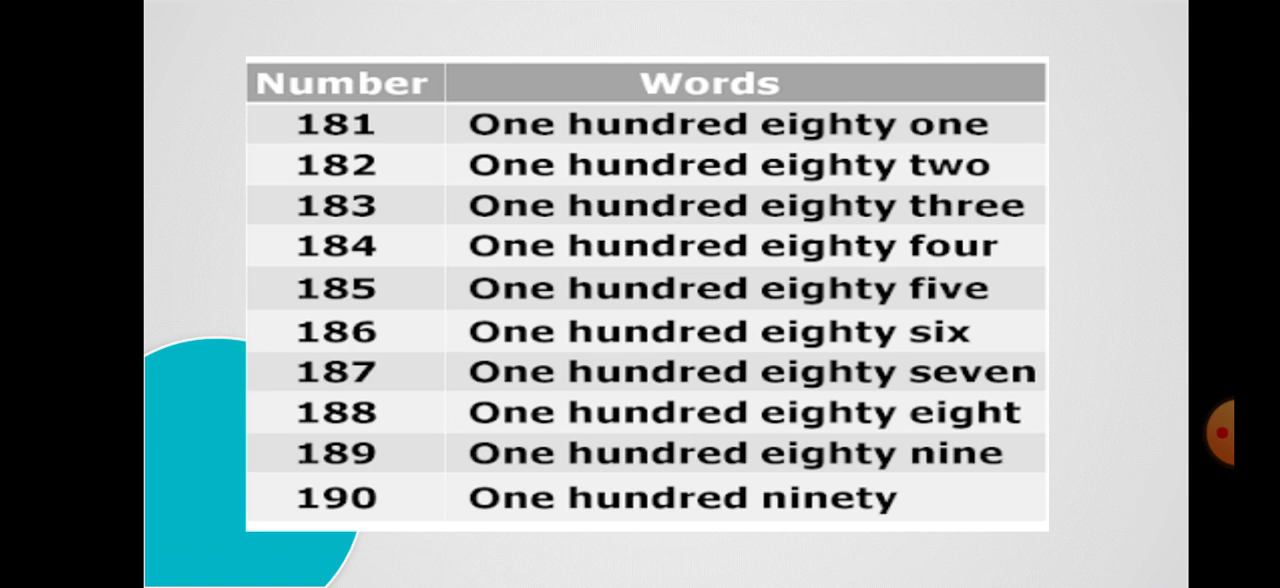 Number Words
181 One hundred eighty one
182 One hundred eighty two
183 One hundred eighty three
184 One hundred eighty four
185 One hundred eighty five
186 One hundred eighty six
187 One hundred eighty seven
188 One hundred eighty eight
189 One hundred eighty nine
190 One hundred ninety